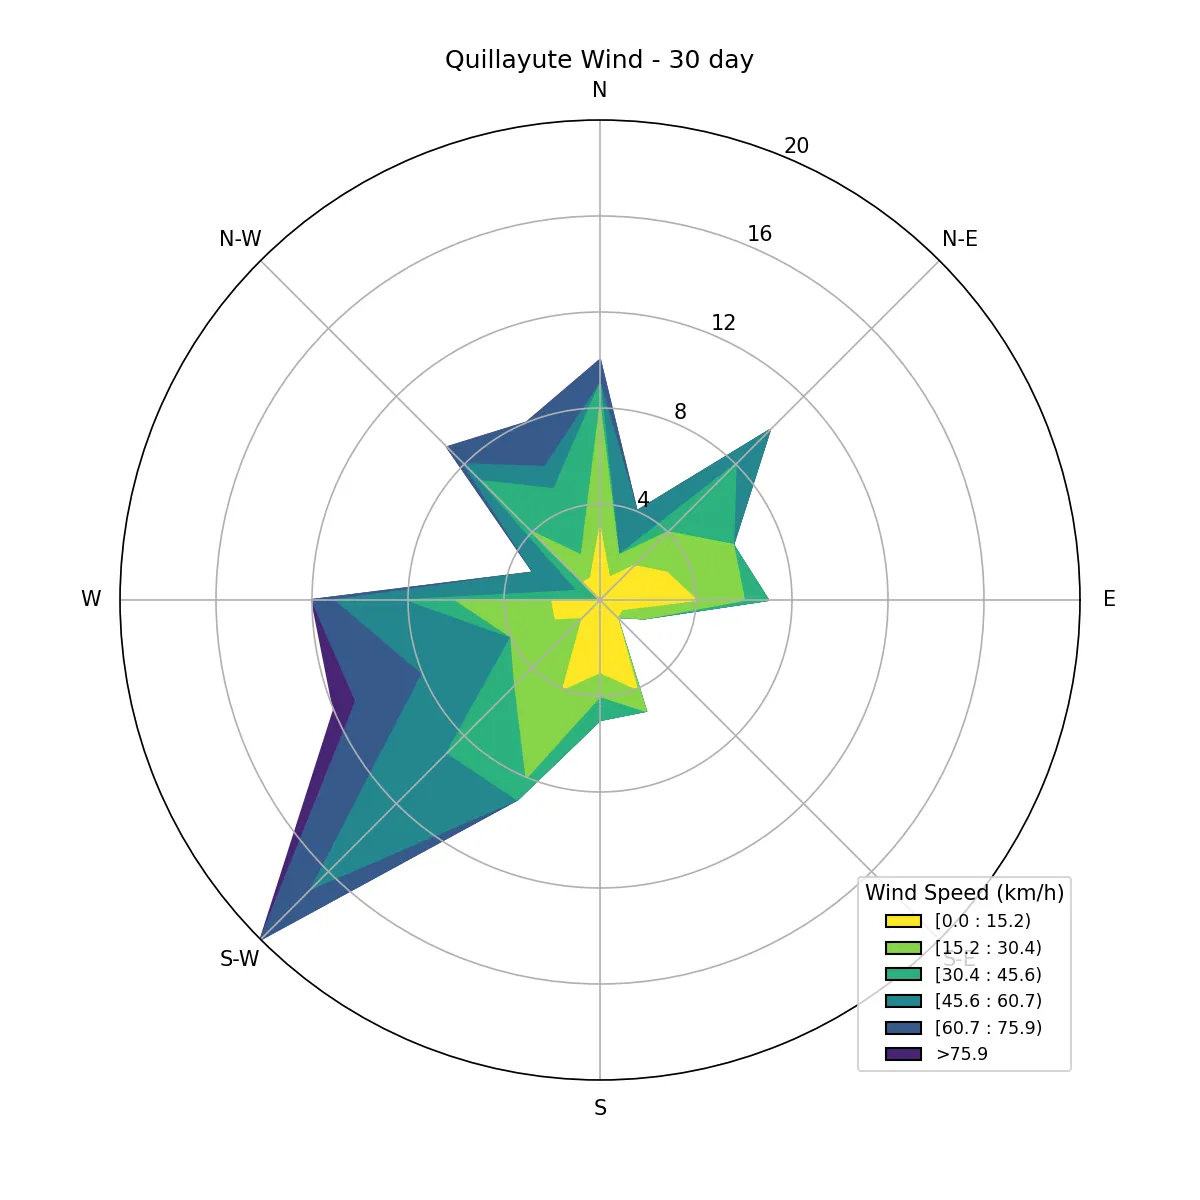 Quillayute Wind - 30 day
N
20
N-W
16
N-E
12
8
4
W
E
Wind Speed (km/h)
[0.0 : 15.2)
[15.2 : 30.4)
S-W
S-E
[30.4 : 45.6)
[45.6 : 60.7)
[60.7 : 75.9)
>75.9
S